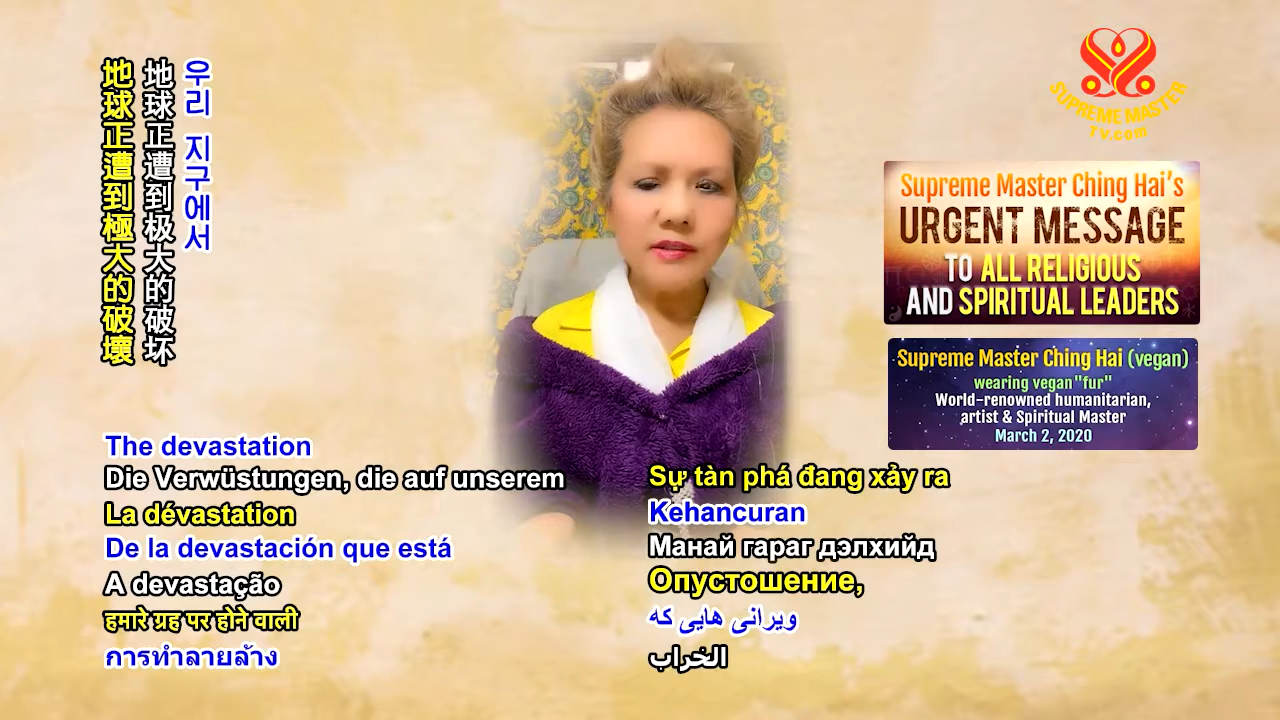 우리 지구에서
地球正遭到极大的破坏
地球正遭到極大的破壞
SUPREME MASTER
TV.com
Supreme Master Ching Hai's
URGENT MESSAGE
TO ALL RELIGIOUS
AND SPIRITUAL LEADERS
Supreme Master Ching Hai (vegan)
wearing vegan "fur"
World-renowned humanitarian,
artist & Spiritual Master
March 2, 2020
The devastation
Die Verwüstungen, die auf unserem
La dévastation
De la devastación que está
A devastação
हमारे ग्रह पर होने वाली
การทำลายล้าง
Sự tàn phá đang xảy ra
Kehancuran
Манай гараг дэлхийд
Опустошение,
ویرانی هایی که
الخراب